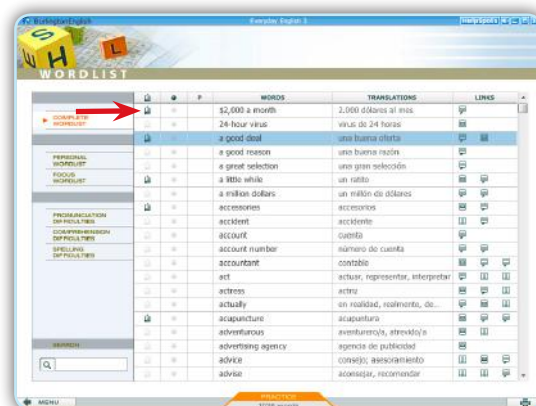 BurlingtonEnglish Everyday English 3 HelpSpots
S H L
WORDLIST
P WORDS TRANSLATIONS LINKS
COMPLETE WORDLIST
PERSONAL WORDLIST
FOCUS WORDLIST
PRONUNCIATION DIFFICULTIES
COMPREHENSION DIFFICULTIES
SPELLING DIFFICULTIES
SEARCH
$2,000 a month 2.000 dólares al mes
24-hour virus virus de 24 horas
a good deal una buena oferta
a good reason una buena razón
a great selection una gran selección
a little while un ratito
a million dollars un millón de dólares
accessories accesorios
accident accidente
account cuenta
account number número de cuenta
accountant contable
act actuar, representar, interpretar
actress actriz
actually en realidad, realmente, de...
acupuncture acupuntura
adventurous aventurero/a, atrevido/a
advertising agency agencia de publicidad
advice consejo; asesoramiento
advise aconsejar, recomendar
MENU PRACTICE